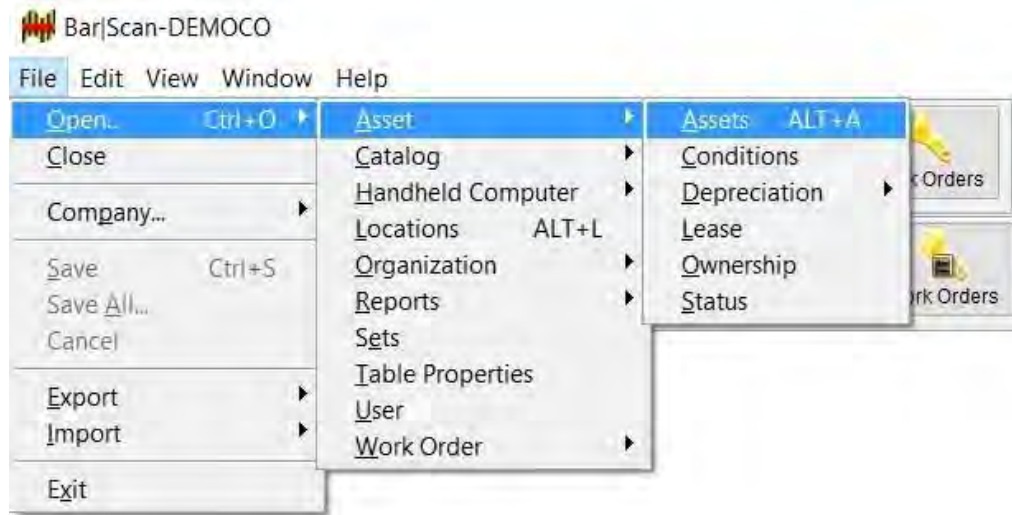 Bar|Scan-DEMOCO
File Edit View Window Help
Open... Ctrl+O
Close
Company...
Save Ctrl+S
Save All...
Cancel
Export
Import
Exit
Asset
Catalog
Handheld Computer
Locations ALT+L
Organization
Reports
Sets
Table Properties
User
Work Order
Assets ALT+A
Conditions
Depreciation
Lease
Ownership
Status
Orders
Orders